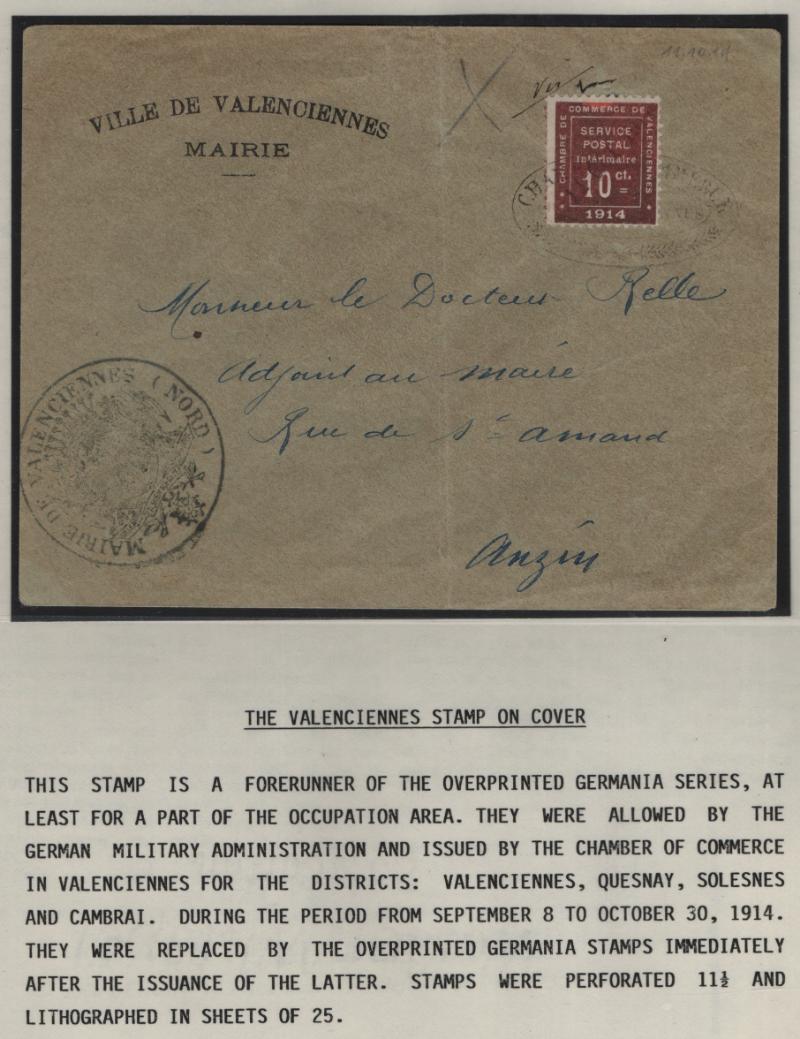 11.10.14
VILLE DE VALENCIENNES
MAIRIE
CHAMBRE DE COMMERCE DE VALENCIENNES
SERVICE
POSTAL
Intérimaire
10 ct.
1914
Monsieur le Docteur Relle
Adjoint au maire
Rue de St amand
Anzin
MAIRIE DE VALENCIENNES (NORD)
THE VALENCIENNES STAMP ON COVER
THIS STAMP IS A FORERUNNER OF THE OVERPRINTED GERMANIA SERIES, AT
LEAST FOR A PART OF THE OCCUPATION AREA. THEY WERE ALLOWED BY THE
GERMAN MILITARY ADMINISTRATION AND ISSUED BY THE CHAMBER OF COMMERCE
IN VALENCIENNES FOR THE DISTRICTS: VALENCIENNES, QUESNAY, SOLESNES
AND CAMBRAI. DURING THE PERIOD FROM SEPTEMBER 8 TO OCTOBER 30, 1914.
THEY WERE REPLACED BY THE OVERPRINTED GERMANIA STAMPS IMMEDIATELY
AFTER THE ISSUANCE OF THE LATTER. STAMPS WERE PERFORATED 11½ AND
LITHOGRAPHED IN SHEETS OF 25.